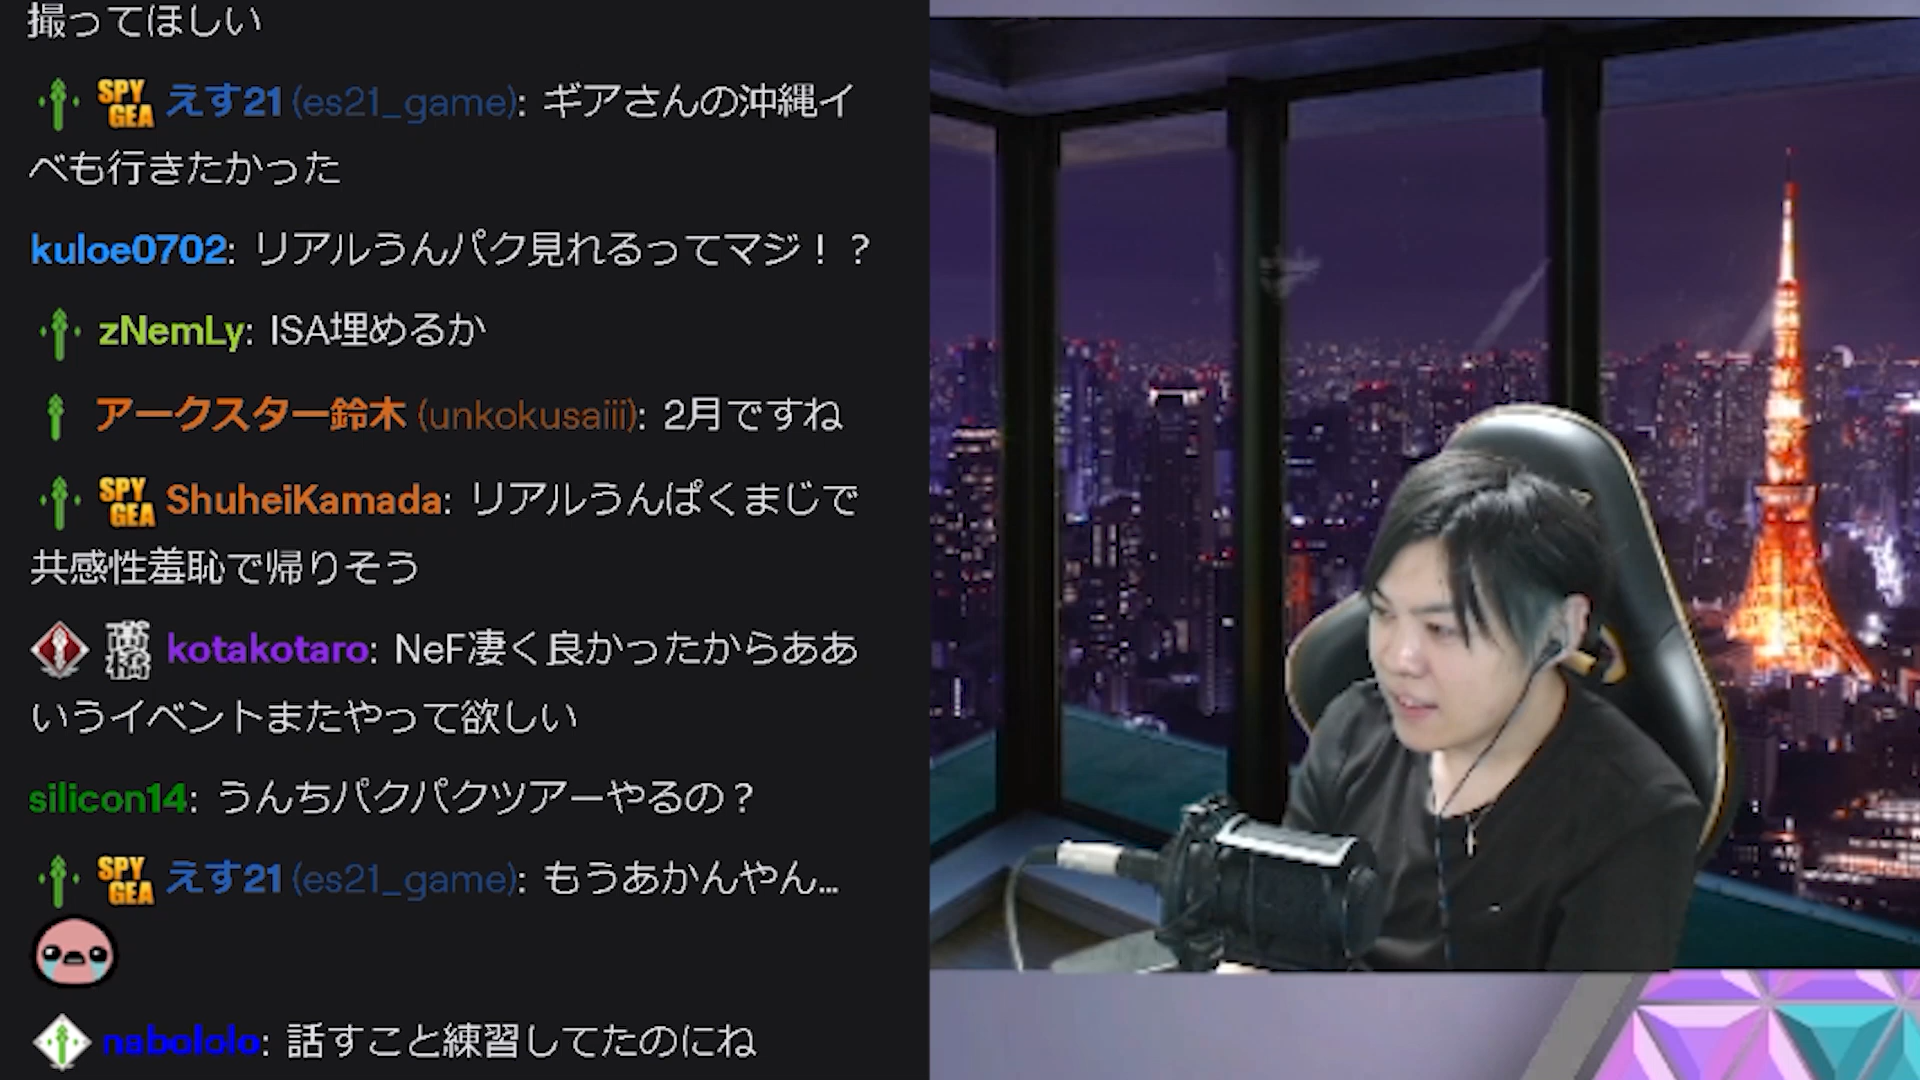 撮ってほしい
SPY GEA えす21 (es21_game): ギアさんの沖縄イ
べも行きたかった
kuloe0702: リアルうんパク見れるってマジ！？
zNemLy: ISA埋めるか
アークスター鈴木 (unkokusaiii): 2月ですね
SPY GEA ShuheiKamada: リアルうんぱくまじで
共感性羞恥で帰りそう
高橋 kotakotaro: NeF凄く良かったからああ
いうイベントまたやって欲しい
silicon14: うんちパクパクツアーやるの？
SPY GEA えす21 (es21_game): もうあかんやん...
nabololo: 話すこと練習してたのにね